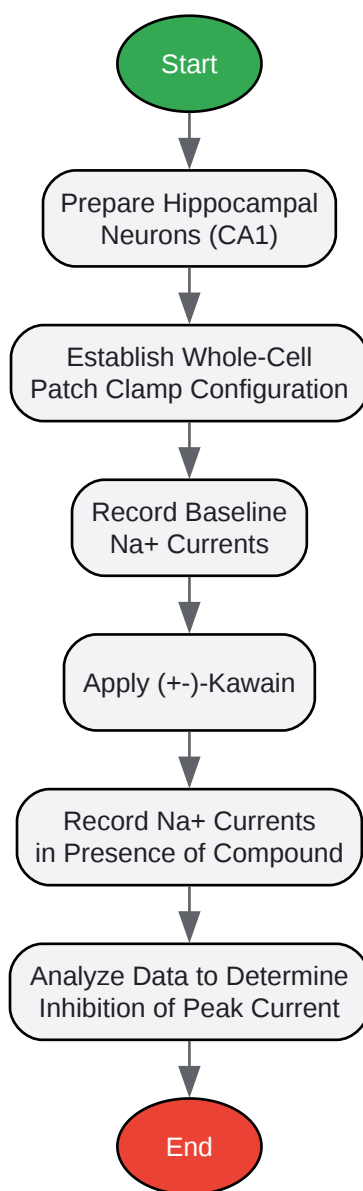 Start
Prepare Hippocampal
Neurons (CA1)
Establish Whole-Cell
Patch Clamp Configuration
Record Baseline
Na+ Currents
Apply (+-)-Kawain
Record Na+ Currents
in Presence of Compound
Analyze Data to Determine
Inhibition of Peak Current
End